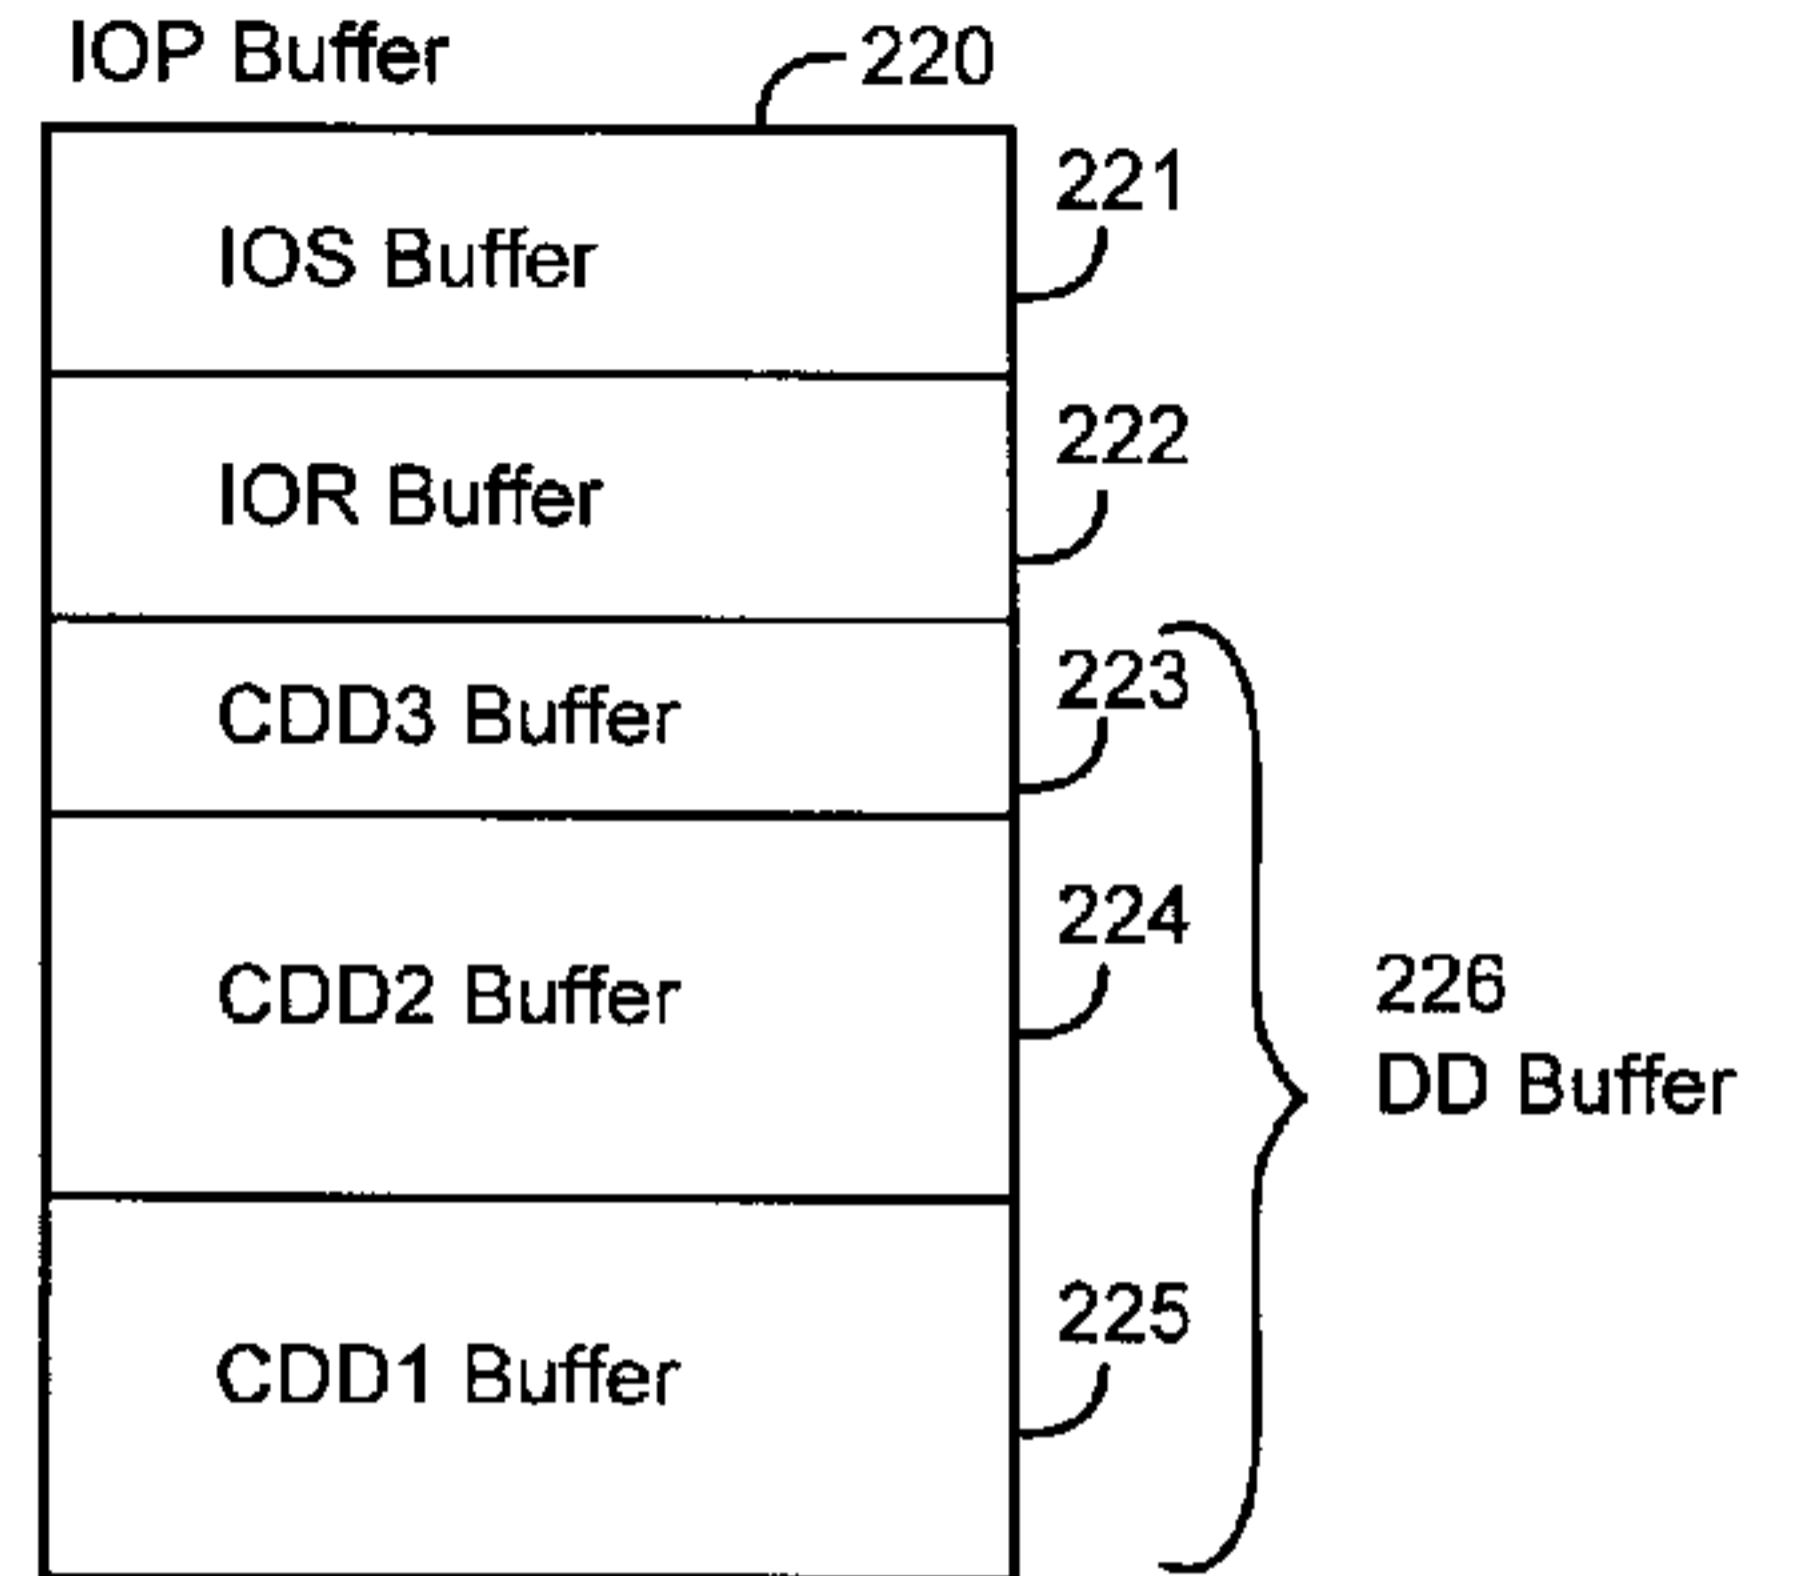 IOP Buffer
220
221
IOS Buffer
222
IOR Buffer
223
CDD3 Buffer
224
CDD2 Buffer
226
DD Buffer
225
CDD1 Buffer